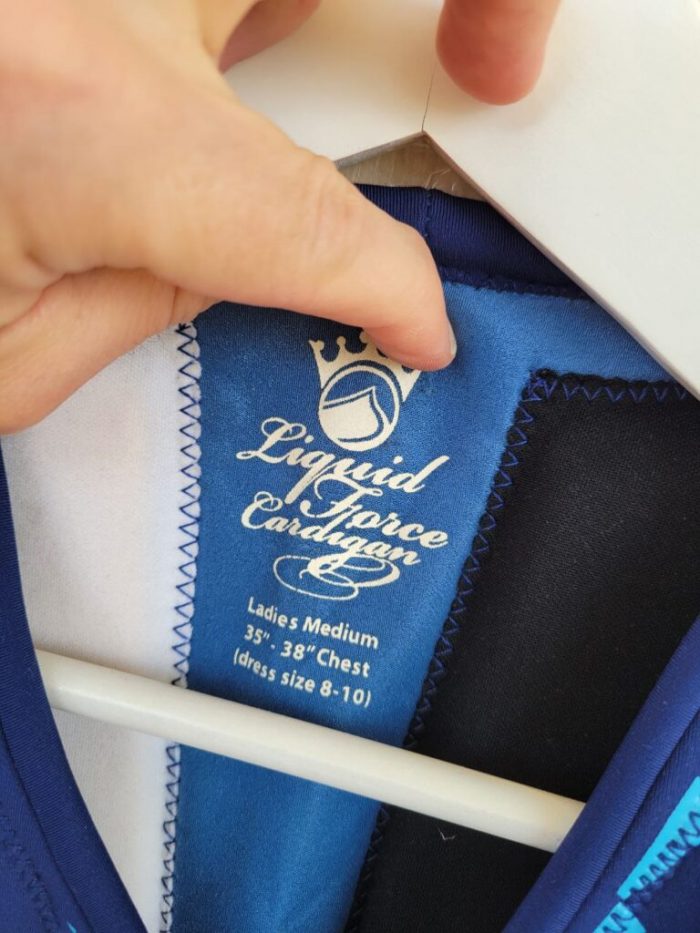 Liquid
Force
Cardigan
Ladies Medium
35" - 38" Chest
(dress size 8-10)